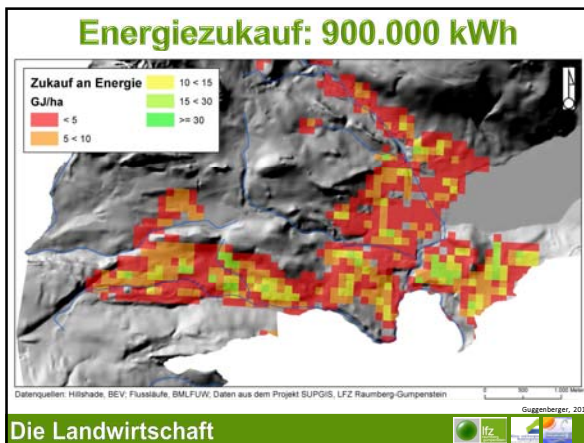 Energiezukauf: 900.000 kWh
Zukauf an Energie
GJ/ha
< 5
5 < 10
10 < 15
15 < 30
>= 30
Datenquellen: Hillshade, BEV; Flussläufe, BMLFUW; Daten aus dem Projekt SUPGIS, LFZ Raumberg-Gumpenstein
0 500 1.000 Meter
Guggenberger, 201
Die Landwirtschaft
lfz